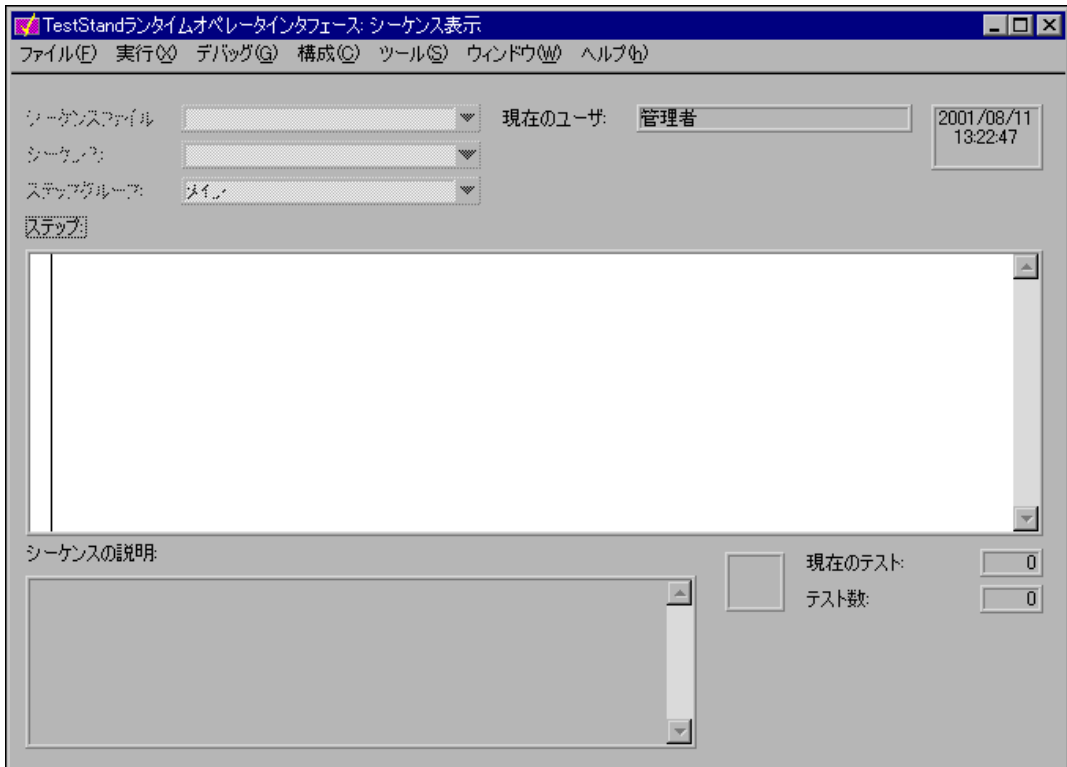 TestStandランタイムオペレータインタフェース: シーケンス表示
ファイル(F) 実行(X) デバッグ(G) 構成(C) ツール(S) ウィンドウ(W) ヘルプ(h)
シーケンスファイル
現在のユーザ: 管理者
2001/08/11
13:22:47
シーケンス:
ステップグループ: メイン
ステップ:
シーケンスの説明:
現在のテスト: 0
テスト数: 0